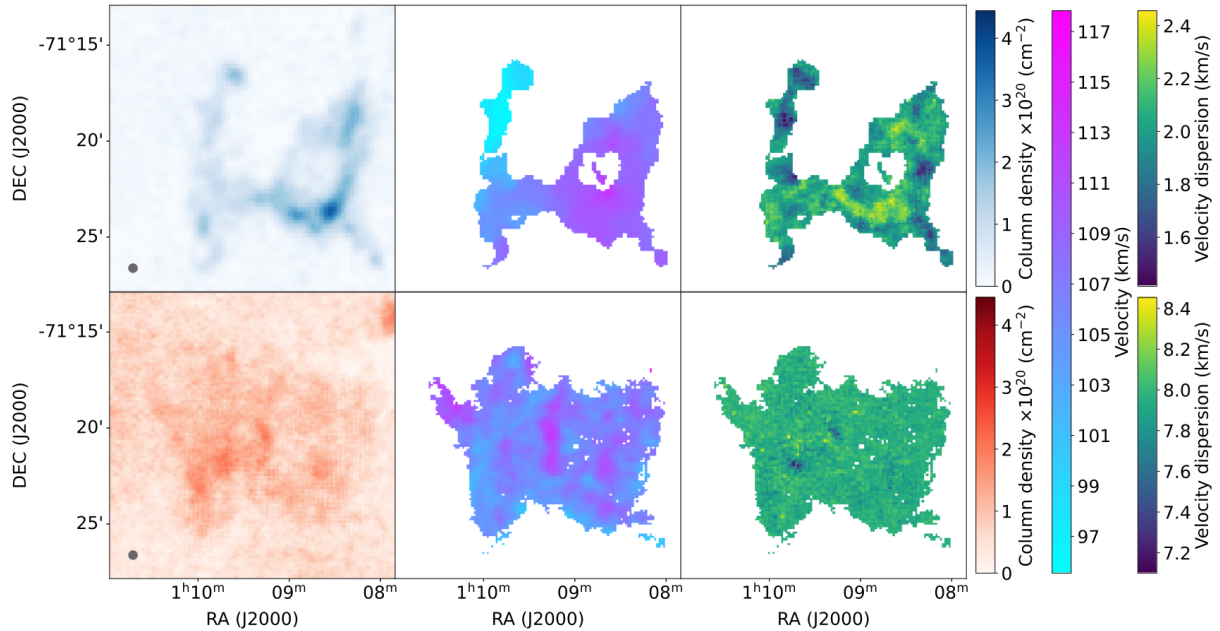 -71°15'
20'
25'
DEC (J2000)
4
3
2
1
0
Column density ×10²⁰ (cm⁻²)
117
115
113
111
109
107
105
103
101
99
97
Velocity (km/s)
2.4
2.2
2.0
1.8
1.6
Velocity dispersion (km/s)
-71°15'
20'
25'
DEC (J2000)
1ʰ10ᵐ
09ᵐ
08ᵐ
RA (J2000)
1ʰ10ᵐ
09ᵐ
08ᵐ
RA (J2000)
1ʰ10ᵐ
09ᵐ
08ᵐ
RA (J2000)
4
3
2
1
0
Column density ×10²⁰ (cm⁻²)
8.4
8.2
8.0
7.8
7.6
7.4
7.2
Velocity dispersion (km/s)